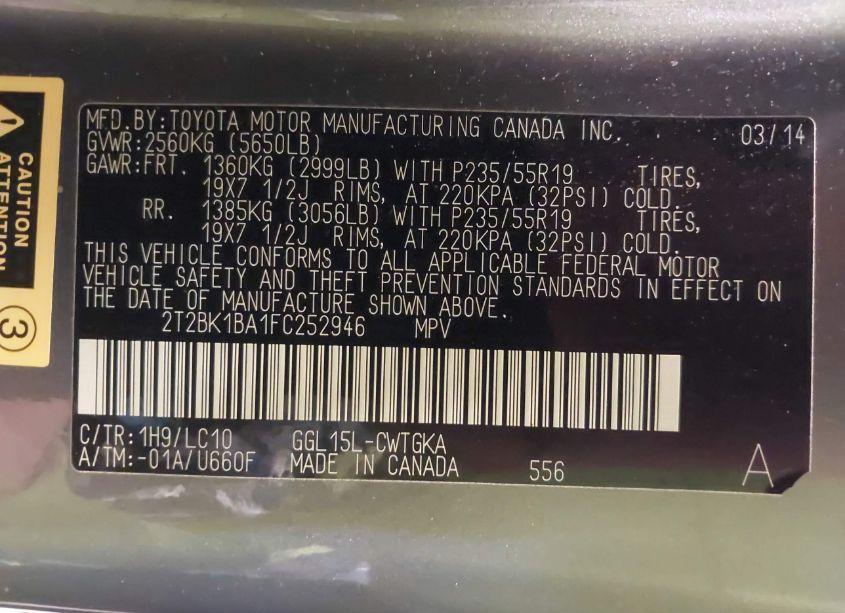 CAUTION
ATTENTION
3
MFD.BY:TOYOTA MOTOR MANUFACTURING CANADA INC. 03/14
GVWR:2560KG (5650LB)
GAWR:FRT. 1360KG (2999LB) WITH P235/55R19 TIRES,
19X7 1/2J RIMS, AT 220KPA (32PSI) COLD.
RR. 1385KG (3056LB) WITH P235/55R19 TIRES,
19X7 1/2J RIMS, AT 220KPA (32PSI) COLD.
THIS VEHICLE CONFORMS TO ALL APPLICABLE FEDERAL MOTOR
VEHICLE SAFETY AND THEFT PREVENTION STANDARDS IN EFFECT ON
THE DATE OF MANUFACTURE SHOWN ABOVE.
2T2BK1BA1FC252946 MPV
C/TR:1H9/LC10 GGL15L-CWTGKA
A/TM:-01A/U660F MADE IN CANADA 556 A